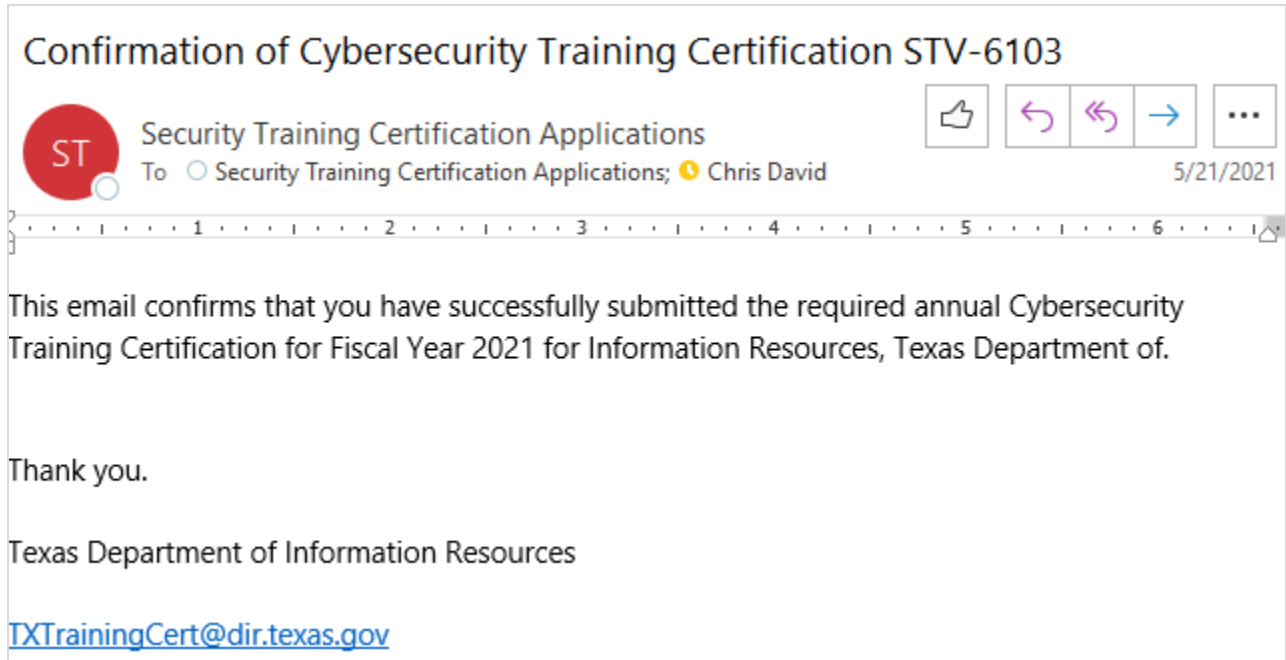 Confirmation of Cybersecurity Training Certification STV-6103
ST
Security Training Certification Applications
To Security Training Certification Applications; Chris David
5/21/2021
1 2 3 4 5 6
This email confirms that you have successfully submitted the required annual Cybersecurity
Training Certification for Fiscal Year 2021 for Information Resources, Texas Department of.
Thank you.
Texas Department of Information Resources
TXTrainingCert@dir.texas.gov